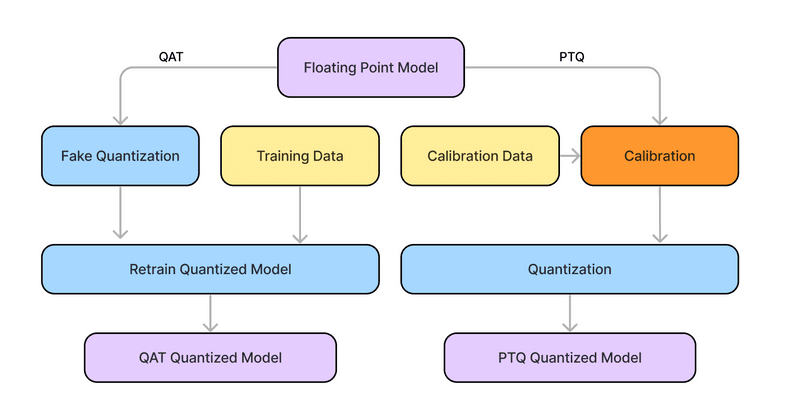 QAT
Floating Point Model
PTQ
Fake Quantization
Training Data
Calibration Data
Calibration
Retrain Quantized Model
Quantization
QAT Quantized Model
PTQ Quantized Model